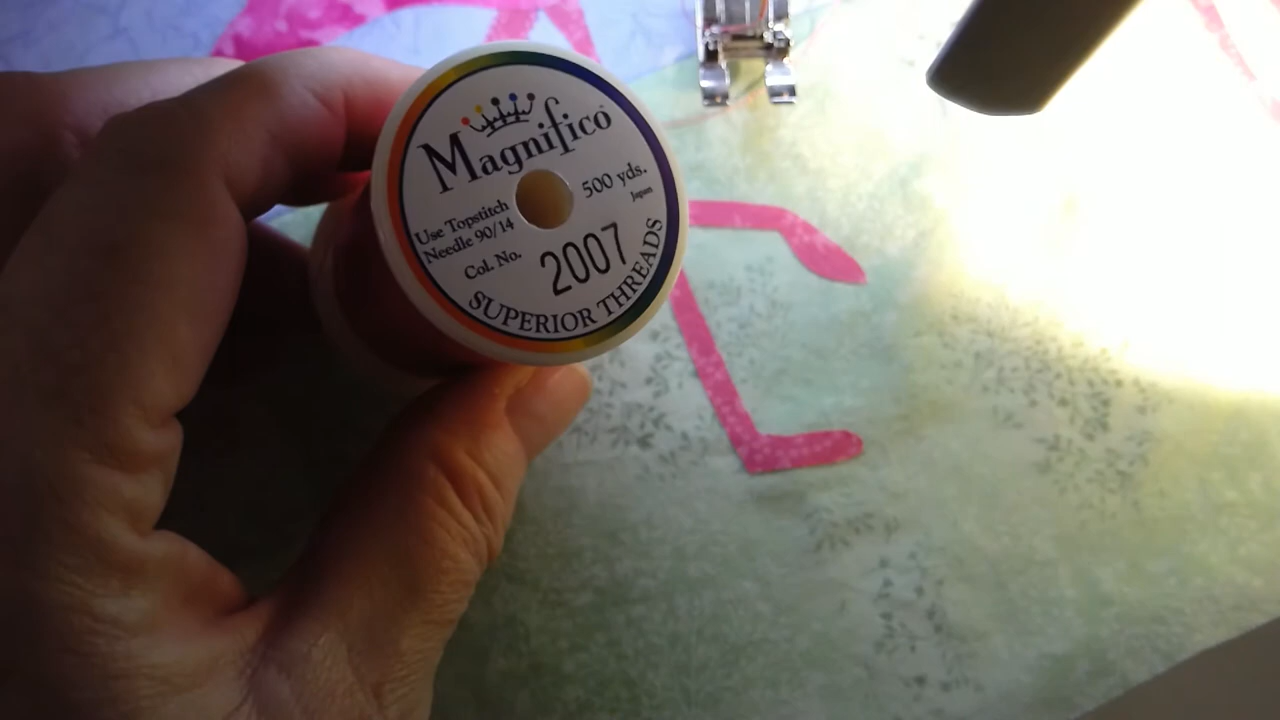 Magnifico
500 yds.
Japan
Use Topstitch
Needle 90/14
Col. No.
2007
SUPERIOR THREADS